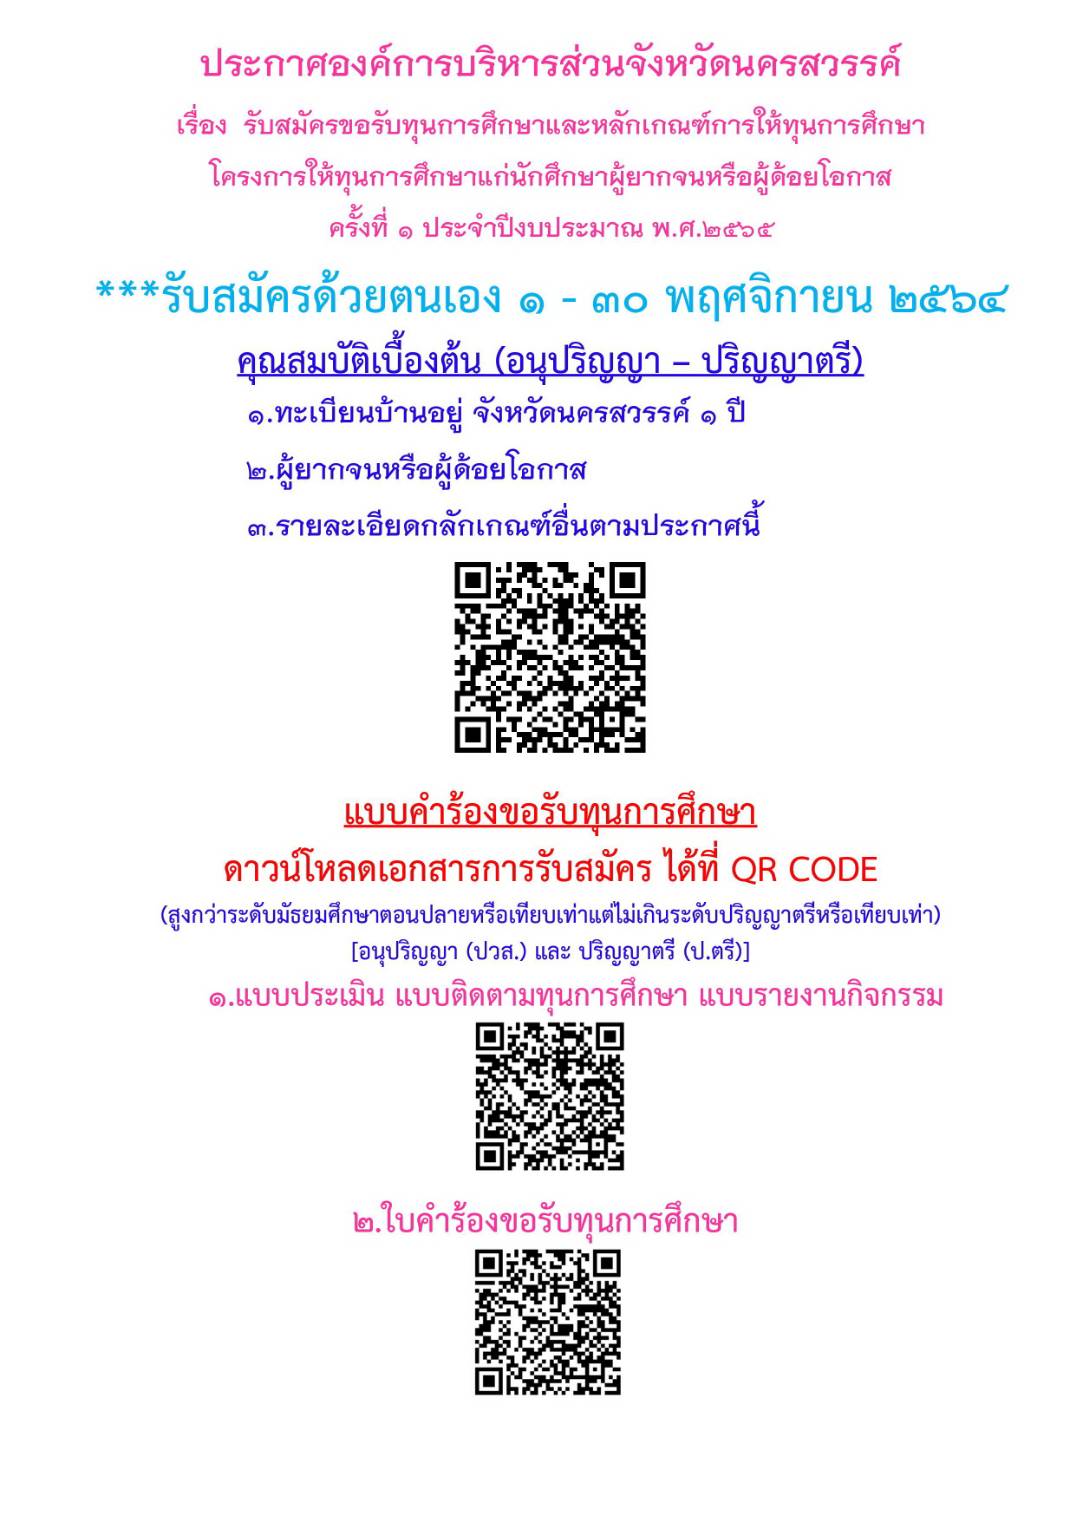 ประกาศองค์การบริหารส่วนจังหวัดนครสวรรค์
เรื่อง รับสมัครขอรับทุนการศึกษาและหลักเกณฑ์การให้ทุนการศึกษา
โครงการให้ทุนการศึกษาแก่นักศึกษาผู้ยากจนหรือผู้ด้อยโอกาส
ครั้งที่ ๑ ประจำปีงบประมาณ พ.ศ.๒๕๖๕
***รับสมัครด้วยตนเอง ๑ - ๓๐ พฤศจิกายน ๒๕๖๔
คุณสมบัติเบื้องต้น (อนุปริญญา – ปริญญาตรี)
๑.ทะเบียนบ้านอยู่ จังหวัดนครสวรรค์ ๑ ปี
๒.ผู้ยากจนหรือผู้ด้อยโอกาส
๓.รายละเอียดกลักเกณฑ์อื่นตามประกาศนี้
แบบคำร้องขอรับทุนการศึกษา
ดาวน์โหลดเอกสารการรับสมัคร ได้ที่ QR CODE
(สูงกว่าระดับมัธยมศึกษาตอนปลายหรือเทียบเท่าแต่ไม่เกินระดับปริญญาตรีหรือเทียบเท่า)
[อนุปริญญา (ปวส.) และ ปริญญาตรี (ป.ตรี)]
๑.แบบประเมิน แบบติดตามทุนการศึกษา แบบรายงานกิจกรรม
๒.ใบคำร้องขอรับทุนการศึกษา